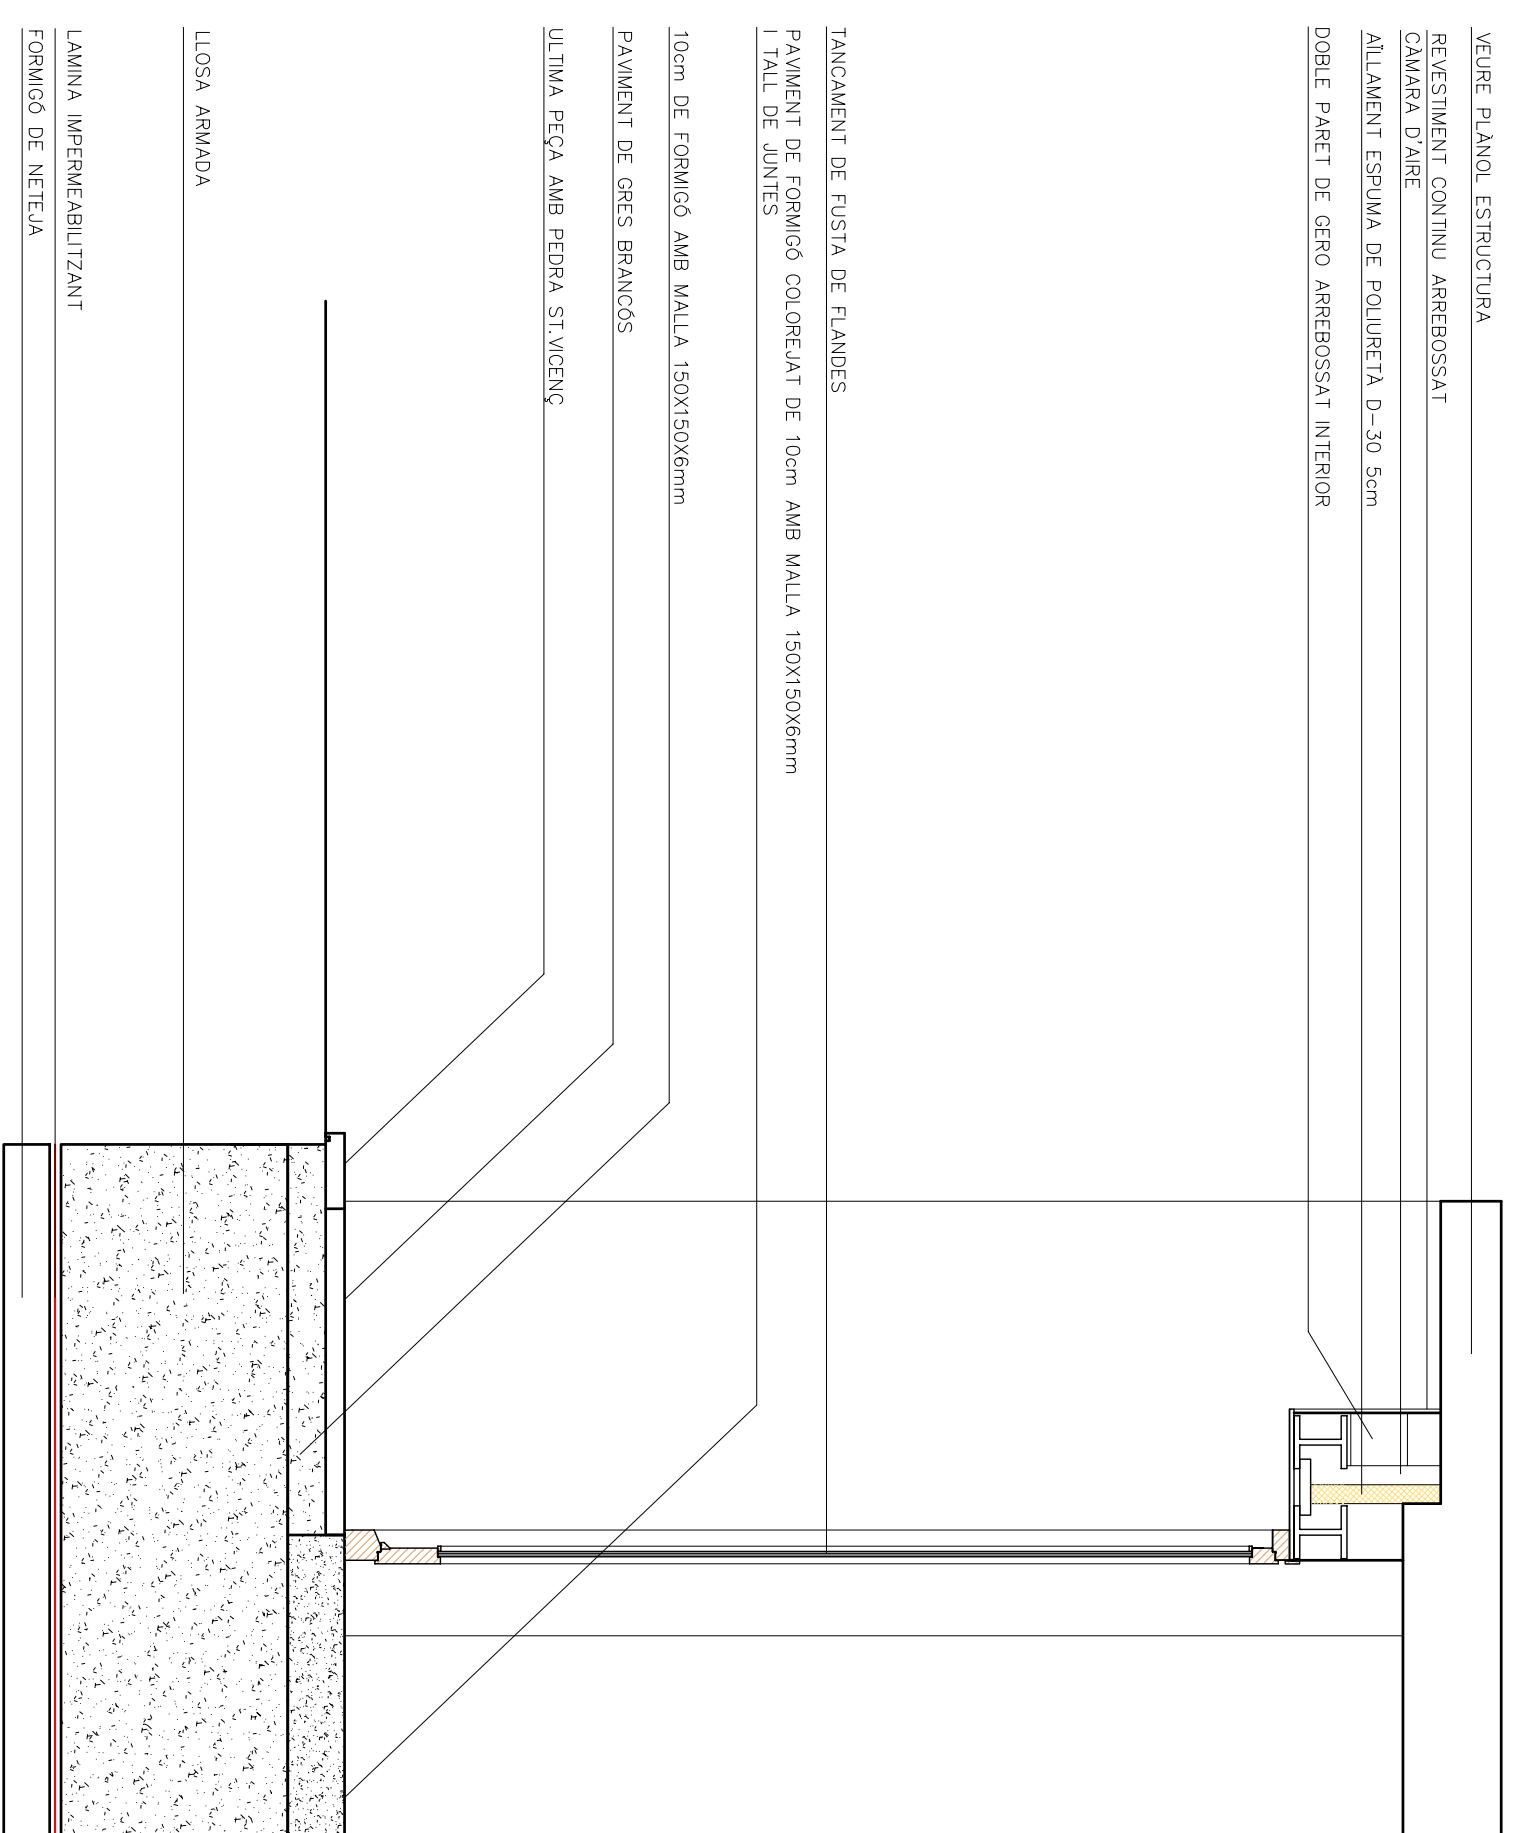 VEURE PLÀNOL ESTRUCTURA
REVESTIMENT CONTINU ARREBOSSAT
CÀMARA D'AIRE
AÏLLAMENT ESPUMA DE POLIURETÀ D-30 5cm
DOBLE PARET DE GERO ARREBOSSAT INTERIOR
TANCAMENT DE FUSTA DE FLANDES
PAVIMENT DE FORMIGÓ COLOREJAT DE 10cm AMB MALLA 150X150X6mm
I TALL DE JUNTES
10cm DE FORMIGÓ AMB MALLA 150X150X6mm
PAVIMENT DE GRES BRANCÓS
ULTIMA PEÇA AMB PEDRA ST.VICENÇ
LLOSA ARMADA
LAMINA IMPERMEABILITZANT
FORMIGÓ DE NETEJA